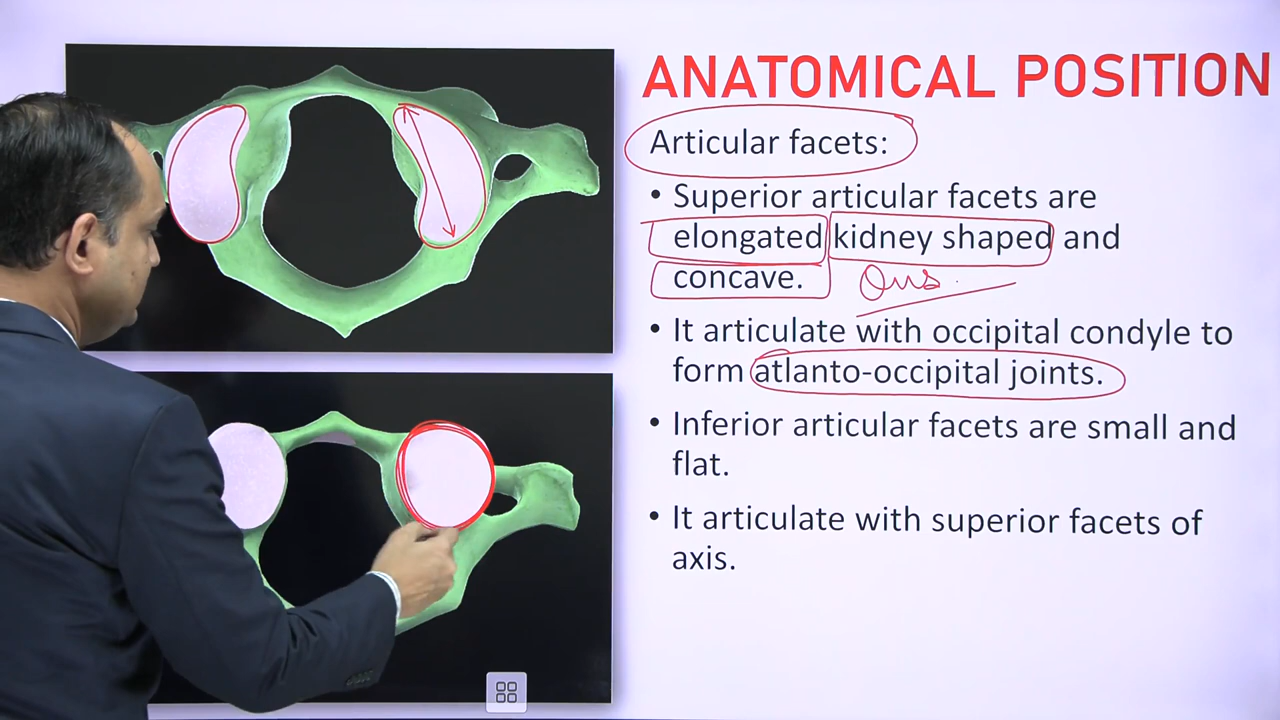 ANATOMICAL POSITION
Articular facets:
• Superior articular facets are
elongated kidney shaped and
concave. Ques
• It articulate with occipital condyle to
form atlanto-occipital joints.
• Inferior articular facets are small and
flat.
• It articulate with superior facets of
axis.